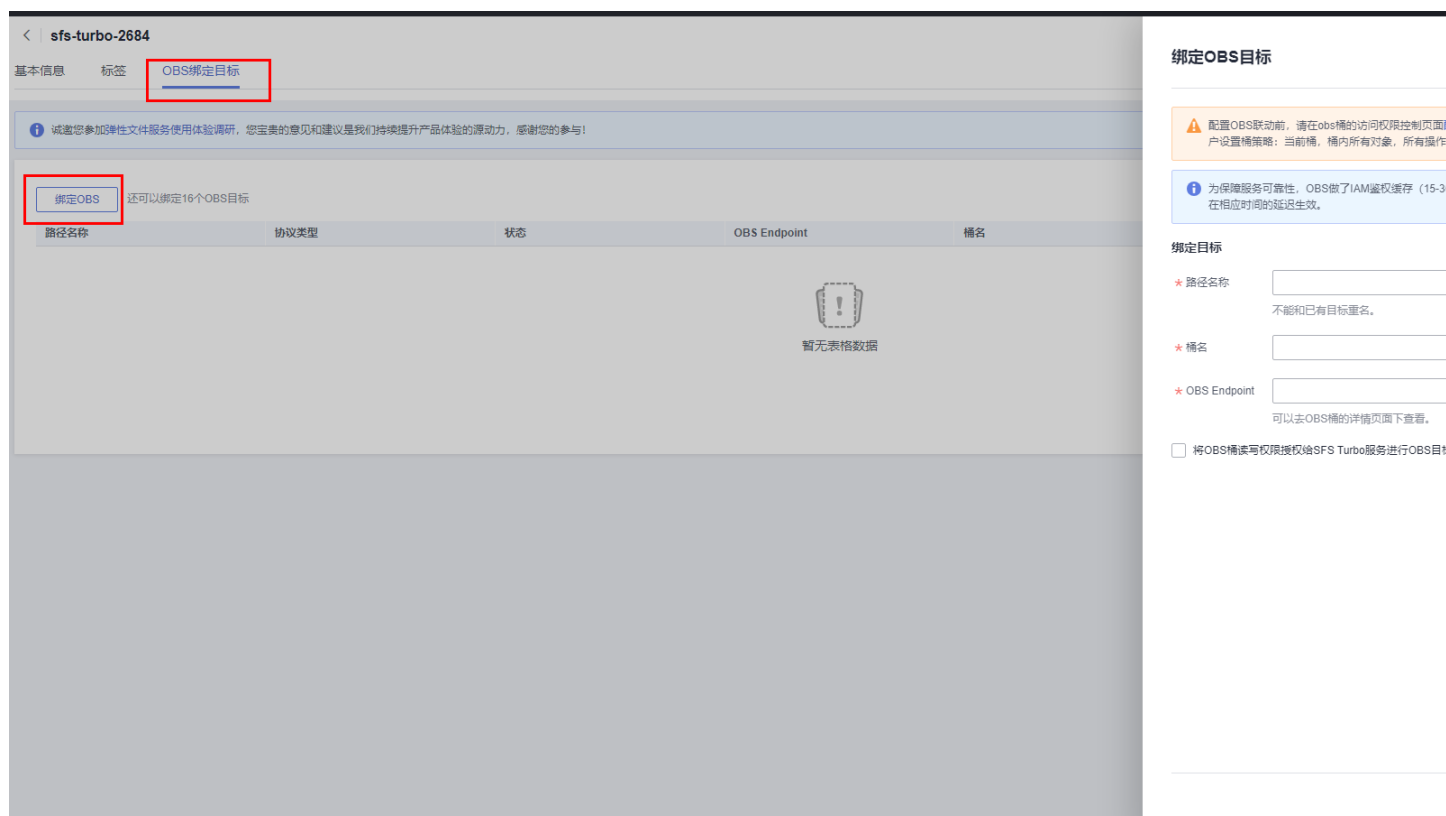 sfs-turbo-2684
基本信息 标签 OBS绑定目标
诚邀您参加弹性文件服务使用体验调研，您宝贵的意见和建议是我们持续提升产品体验的源动力，感谢您的参与！
绑定OBS 还可以绑定16个OBS目标
路径名称 协议类型 状态 OBS Endpoint 桶名
暂无表格数据
绑定OBS目标
配置OBS联动前，请在obs桶的访问权限控制页面
户设置桶策略：当前桶，桶内所有对象，所有操作
为保障服务可靠性，OBS做了IAM鉴权缓存（15-3
在相应时间的延迟生效。
绑定目标
* 路径名称
不能和已有目标重名。
* 桶名
* OBS Endpoint
可以去OBS桶的详情页面下查看。
将OBS桶读写权限授权给SFS Turbo服务进行OBS目